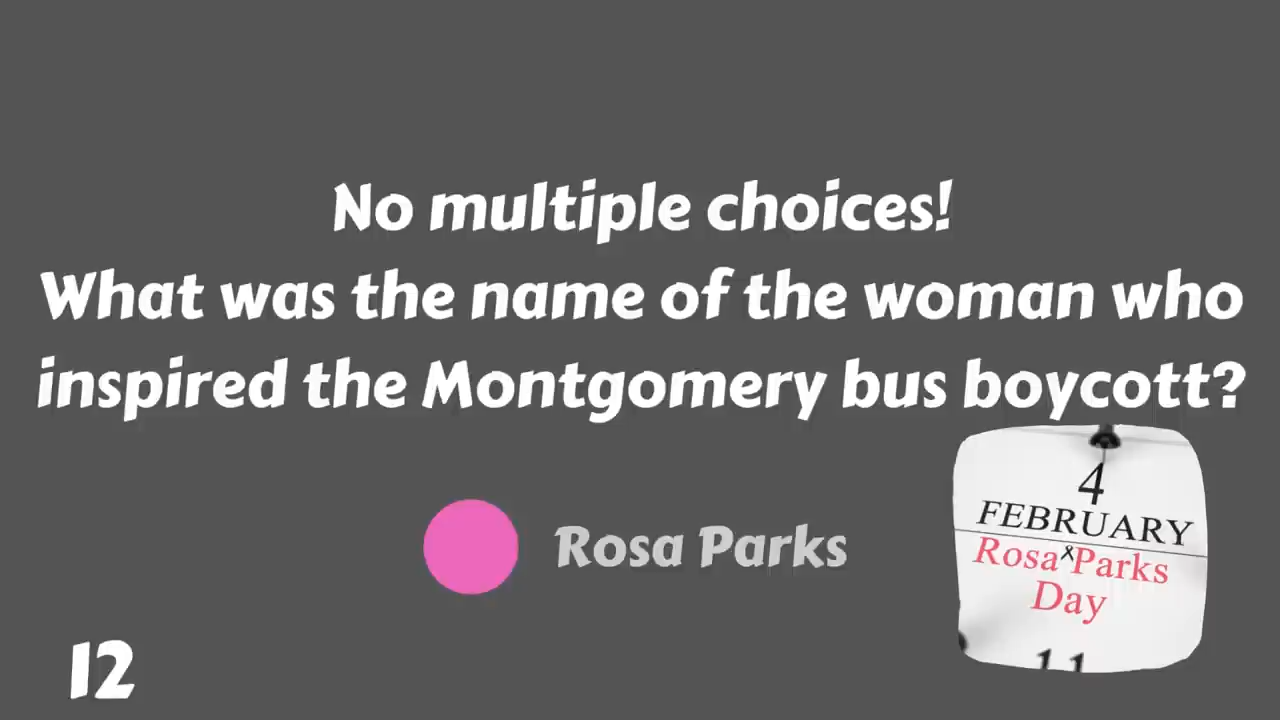 No multiple choices!
What was the name of the woman who
inspired the Montgomery bus boycott?
4
FEBRUARY
Rosa Parks
Day
11
Rosa Parks
12